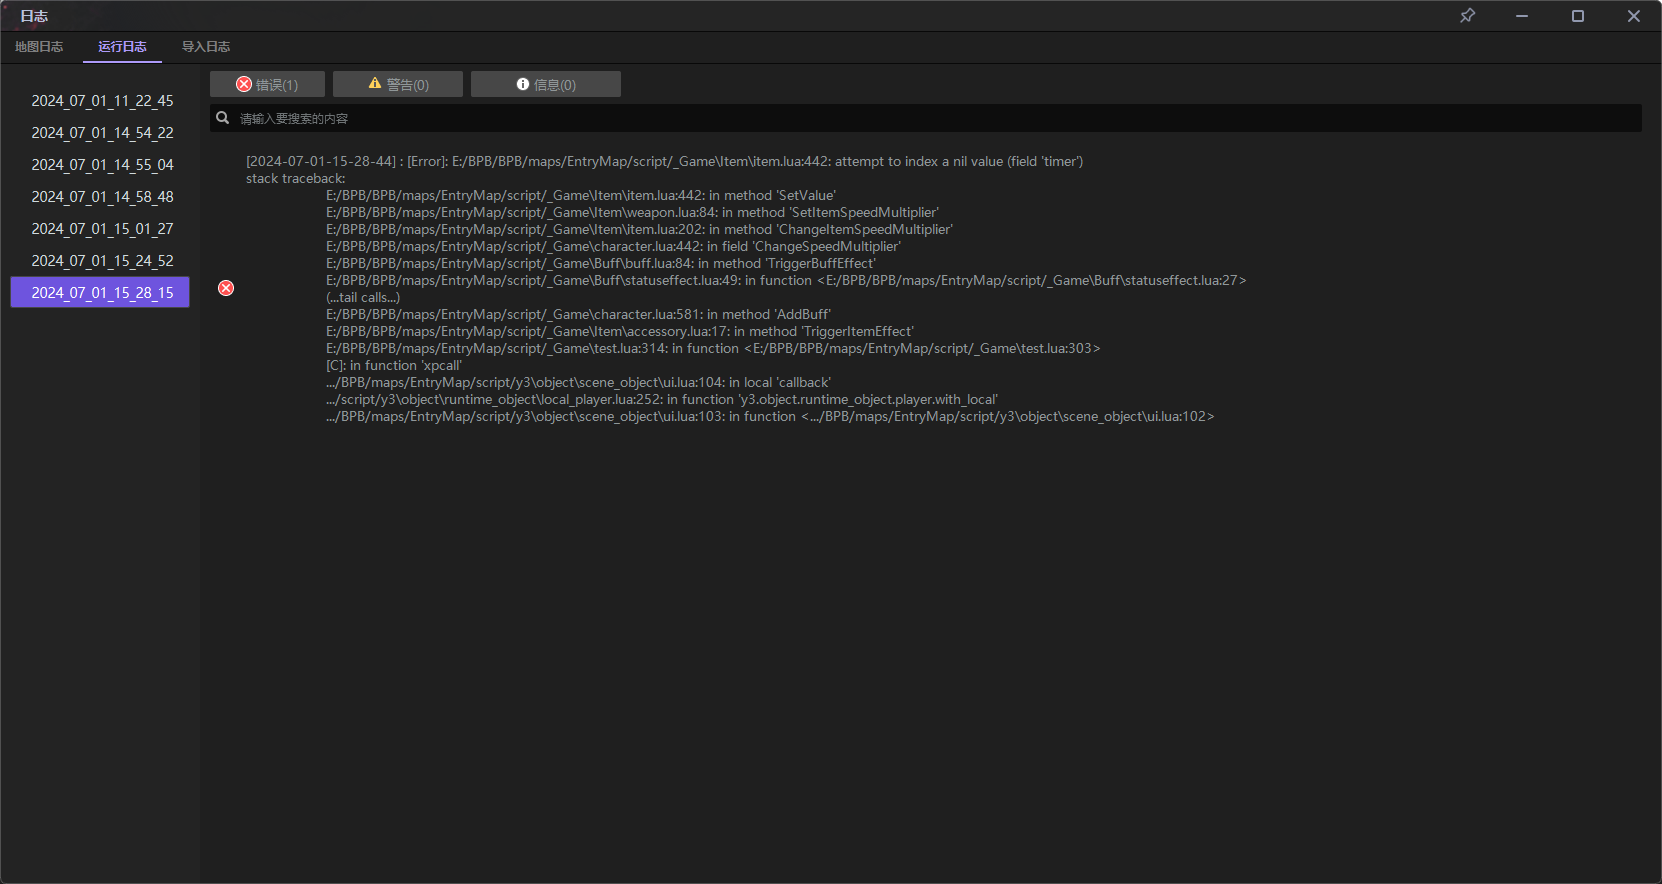 日志
地图日志 运行日志 导入日志
2024_07_01_11_22_45
2024_07_01_14_54_22
2024_07_01_14_55_04
2024_07_01_14_58_48
2024_07_01_15_01_27
2024_07_01_15_24_52
2024_07_01_15_28_15
错误(1) 警告(0) 信息(0)
请输入要搜索的内容
[2024-07-01-15-28-44] : [Error]: E:/BPB/BPB/maps/EntryMap/script/_Game\Item\item.lua:442: attempt to index a nil value (field 'timer')
stack traceback:
E:/BPB/BPB/maps/EntryMap/script/_Game\Item\item.lua:442: in method 'SetValue'
E:/BPB/BPB/maps/EntryMap/script/_Game\Item\weapon.lua:84: in method 'SetItemSpeedMultiplier'
E:/BPB/BPB/maps/EntryMap/script/_Game\Item\item.lua:202: in method 'ChangeItemSpeedMultiplier'
E:/BPB/BPB/maps/EntryMap/script/_Game\character.lua:442: in field 'ChangeSpeedMultiplier'
E:/BPB/BPB/maps/EntryMap/script/_Game\Buff\buff.lua:84: in method 'TriggerBuffEffect'
E:/BPB/BPB/maps/EntryMap/script/_Game\Buff\statuseffect.lua:49: in function <E:/BPB/BPB/maps/EntryMap/script/_Game\Buff\statuseffect.lua:27>
(...tail calls...)
E:/BPB/BPB/maps/EntryMap/script/_Game\character.lua:581: in method 'AddBuff'
E:/BPB/BPB/maps/EntryMap/script/_Game\Item\accessory.lua:17: in method 'TriggerItemEffect'
E:/BPB/BPB/maps/EntryMap/script/_Game\test.lua:314: in function <E:/BPB/BPB/maps/EntryMap/script/_Game\test.lua:303>
[C]: in function 'xpcall'
.../BPB/maps/EntryMap/script/y3\object\scene_object\ui.lua:104: in local 'callback'
.../script/y3\object\runtime_object\local_player.lua:252: in function 'y3.object.runtime_object.player.with_local'
.../BPB/maps/EntryMap/script/y3\object\scene_object\ui.lua:103: in function <.../BPB/maps/EntryMap/script/y3\object\scene_object\ui.lua:102>